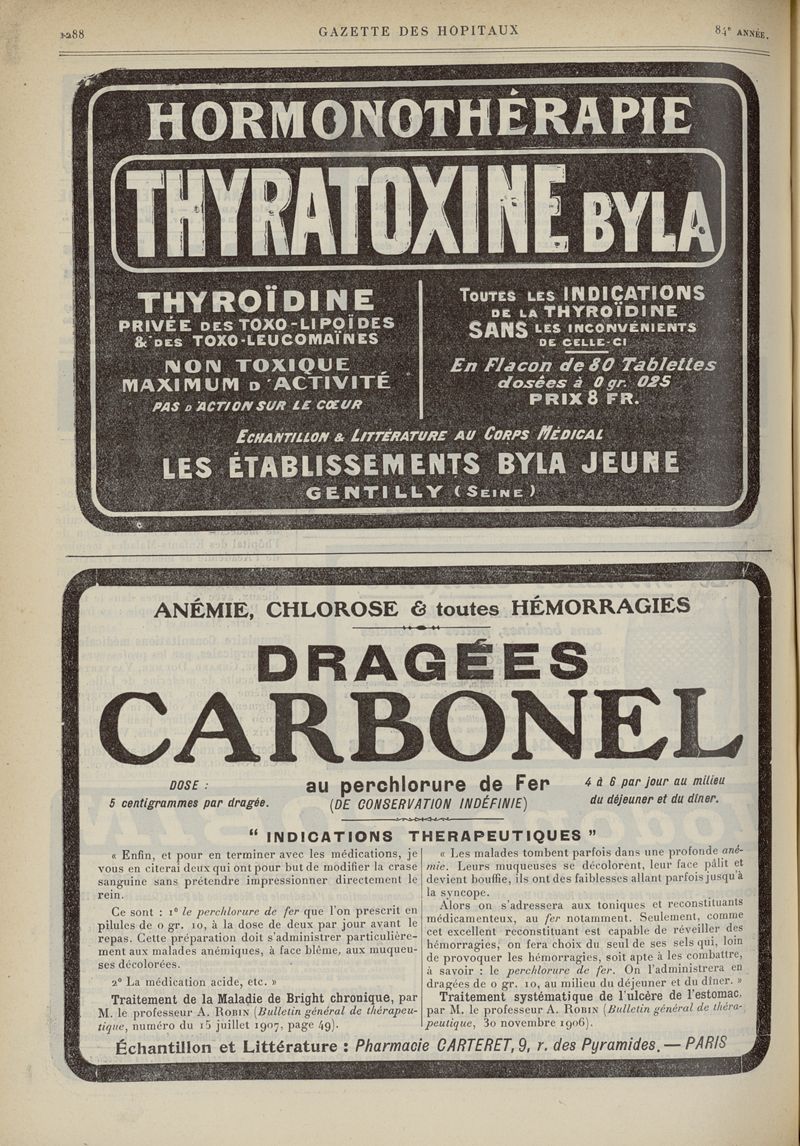 1288
GAZETTE DES HOPITAUX
84e ANNÉE.
HORMONOTHÉRAPIE
THYRATOXINE BYLA
THYROÏDINE
PRIVÉE DES TOXO-LIPOÏDES
& DES TOXO-LEUCOMAÏNES
NON TOXIQUE
MAXIMUM D'ACTIVITÉ
PAS D'ACTION SUR LE CŒUR
TOUTES LES INDICATIONS
DE LA THYROÏDINE
SANS LES INCONVÉNIENTS
DE CELLE-CI
En Flacon de 80 Tablettes
dosées à 0 gr. 025
PRIX 8 FR.
ECHANTILLON & LITTÉRATURE AU CORPS MÉDICAL
LES ÉTABLISSEMENTS BYLA JEUNE
GENTILLY (SEINE)
ANÉMIE, CHLOROSE & toutes HÉMORRAGIES
DRAGÉES
CARBONEL
DOSE :
5 centigrammes par dragée.
au perchlorure de Fer
(DE CONSERVATION INDÉFINIE)
4 à 6 par jour au milieu
du déjeuner et du dîner.
“ INDICATIONS THERAPEUTIQUES ”
« Enfin, et pour en terminer avec les médications, je
vous en citerai deux qui ont pour but de modifier la crase
sanguine sans prétendre impressionner directement le
rein.
Ce sont : 1° le perchlorure de fer que l'on prescrit en
pilules de 0 gr. 10, à la dose de deux par jour avant le
repas. Cette préparation doit s'administrer particulière-
ment aux malades anémiques, à face blême, aux muqueu-
ses décolorées.
2° La médication acide, etc. »
Traitement de la Maladie de Bright chronique, par
M. le professeur A. ROBIN (Bulletin général de thérapeu-
tique, numéro du 15 juillet 1907, page 49).
« Les malades tombent parfois dans une profonde ané-
mie. Leurs muqueuses se décolorent, leur face pâlit et
devient bouffie, ils ont des faiblesses allant parfois jusqu'à
la syncope.
Alors on s'adressera aux toniques et reconstituants
médicamenteux, au fer notamment. Seulement, comme
cet excellent reconstituant est capable de réveiller des
hémorragies, on fera choix du seul de ses sels qui, loin
de provoquer les hémorragies, soit apte à les combattre,
à savoir : le perchlorure de fer. On l'administrera en
dragées de 0 gr. 10, au milieu du déjeuner et du dîner. »
Traitement systématique de l'ulcère de l'estomac,
par M. le professeur A. ROBIN (Bulletin général de théra-
peutique, 30 novembre 1906).
Échantillon et Littérature : Pharmacie CARTERET, 9, r. des Pyramides. — PARIS